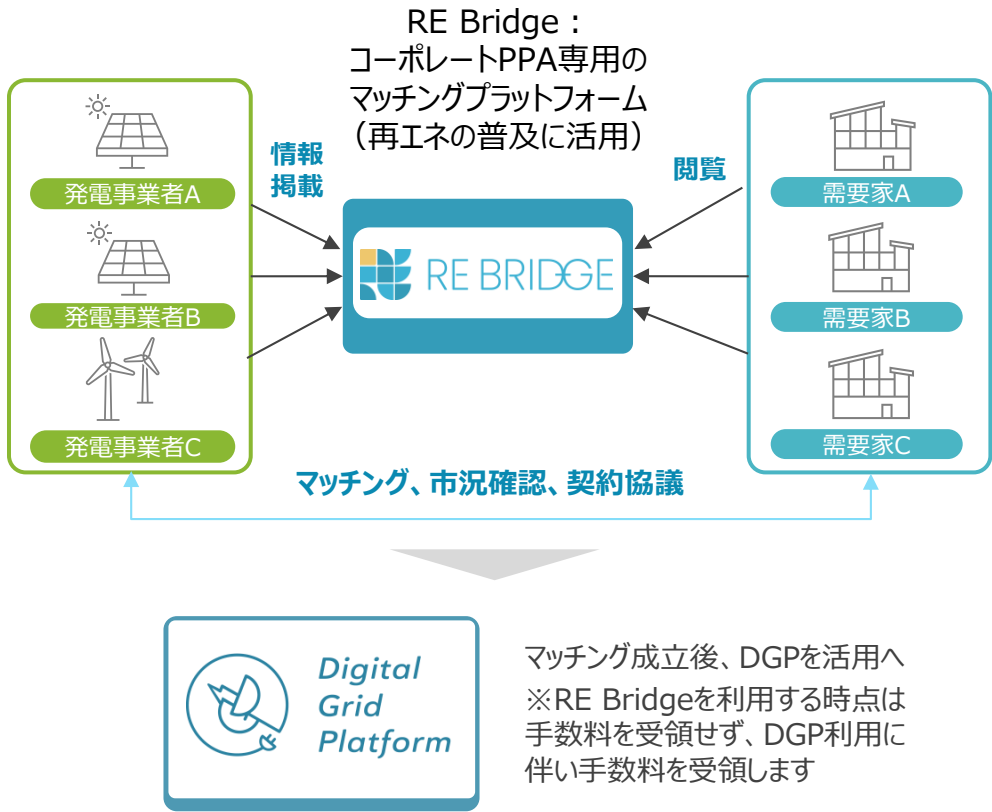 RE Bridge：
コーポレートPPA専用の
マッチングプラットフォーム
（再エネの普及に活用）
情報
掲載
閲覧
発電事業者A
発電事業者B
発電事業者C
RE BRIDGE
需要家A
需要家B
需要家C
マッチング、市況確認、契約協議
Digital
Grid
Platform
マッチング成立後、DGPを活用へ
※RE Bridgeを利用する時点は
手数料を受領せず、DGP利用に
伴い手数料を受領します